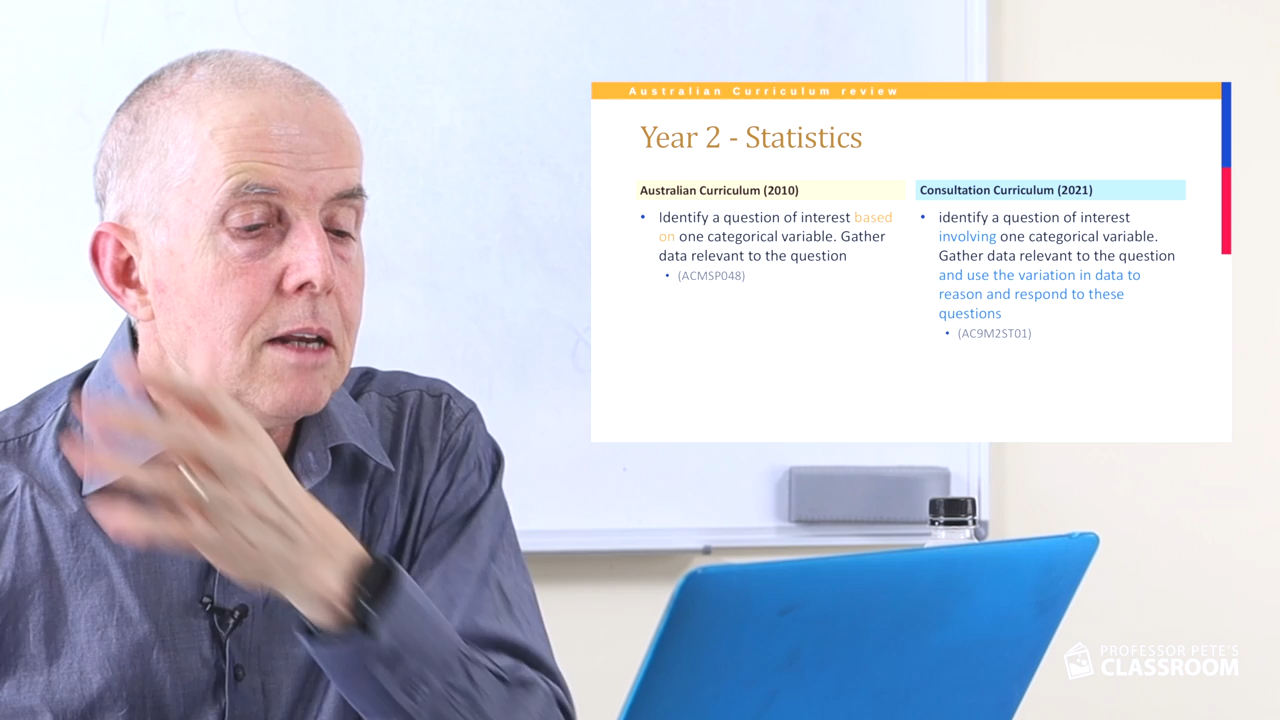 Australian Curriculum review
Year 2 - Statistics
Australian Curriculum (2010)
• Identify a question of interest based
on one categorical variable. Gather
data relevant to the question
• (ACMSP048)
Consultation Curriculum (2021)
• identify a question of interest
involving one categorical variable.
Gather data relevant to the question
and use the variation in data to
reason and respond to these
questions
• (AC9M2ST01)
PROFESSOR PETE'S
CLASSROOM